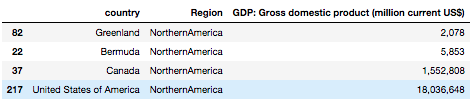 country Region GDP: Gross domestic product (million current US$)
82 Greenland NorthernAmerica 2,078
22 Bermuda NorthernAmerica 5,853
37 Canada NorthernAmerica 1,552,808
217 United States of America NorthernAmerica 18,036,648